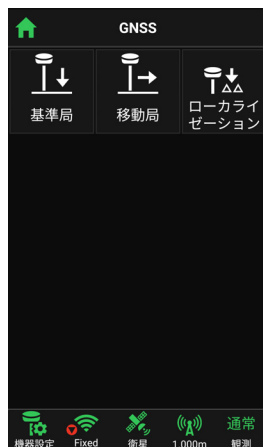 GNSS
基準局
移動局
ローカライ
ゼーション
通常
機器設定
Fixed
衛星
1.000m
観測